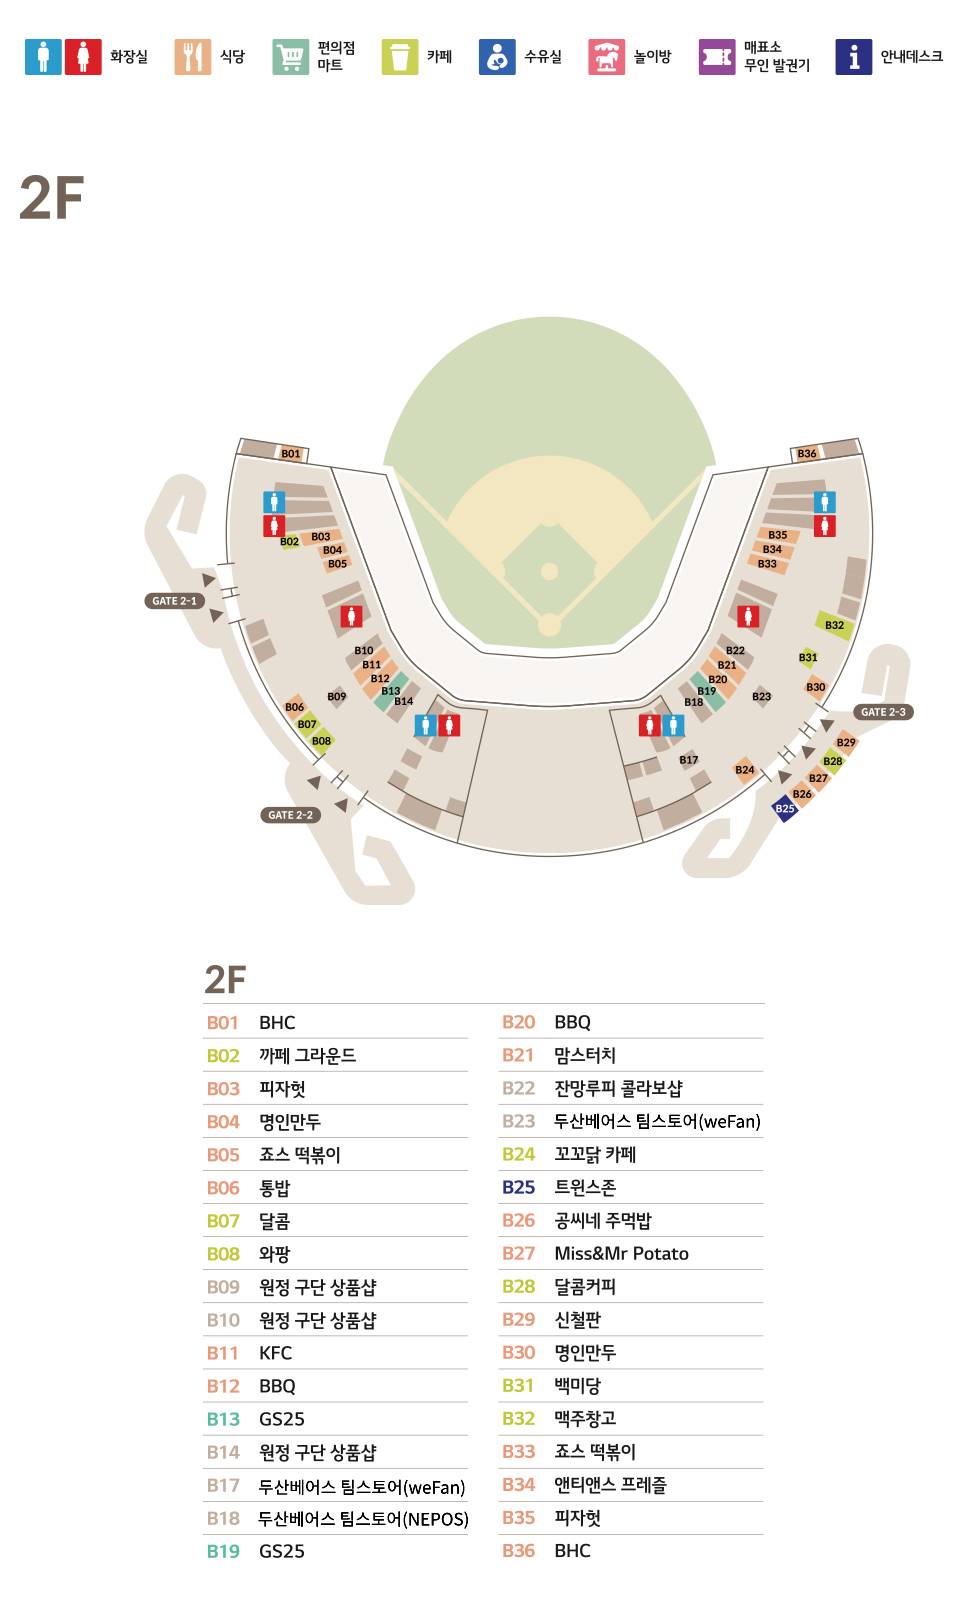 화장실
식당
편의점
마트
카페
수유실
놀이방
매표소
무인 발권기
안내데스크
2F
B01
B36
B02
B03
B04
B05
B35
B34
B33
GATE 2-1
B32
B10
B11
B12
B13
B14
B09
B22
B21
B20
B19
B18
B23
B31
B30
B06
B07
B08
GATE 2-3
B17
B24
B29
B28
B27
B26
B25
GATE 2-2
2F
B01 BHC
B02 까페 그라운드
B03 피자헛
B04 명인만두
B05 죠스 떡볶이
B06 통밥
B07 달콤
B08 와팡
B09 원정 구단 상품샵
B10 원정 구단 상품샵
B11 KFC
B12 BBQ
B13 GS25
B14 원정 구단 상품샵
B17 두산베어스 팀스토어(weFan)
B18 두산베어스 팀스토어(NEPOS)
B19 GS25
B20 BBQ
B21 맘스터치
B22 잔망루피 콜라보샵
B23 두산베어스 팀스토어(weFan)
B24 꼬꼬닭 카페
B25 트윈스존
B26 공씨네 주먹밥
B27 Miss&Mr Potato
B28 달콤커피
B29 신철판
B30 명인만두
B31 백미당
B32 맥주창고
B33 죠스 떡볶이
B34 앤티앤스 프레즐
B35 피자헛
B36 BHC